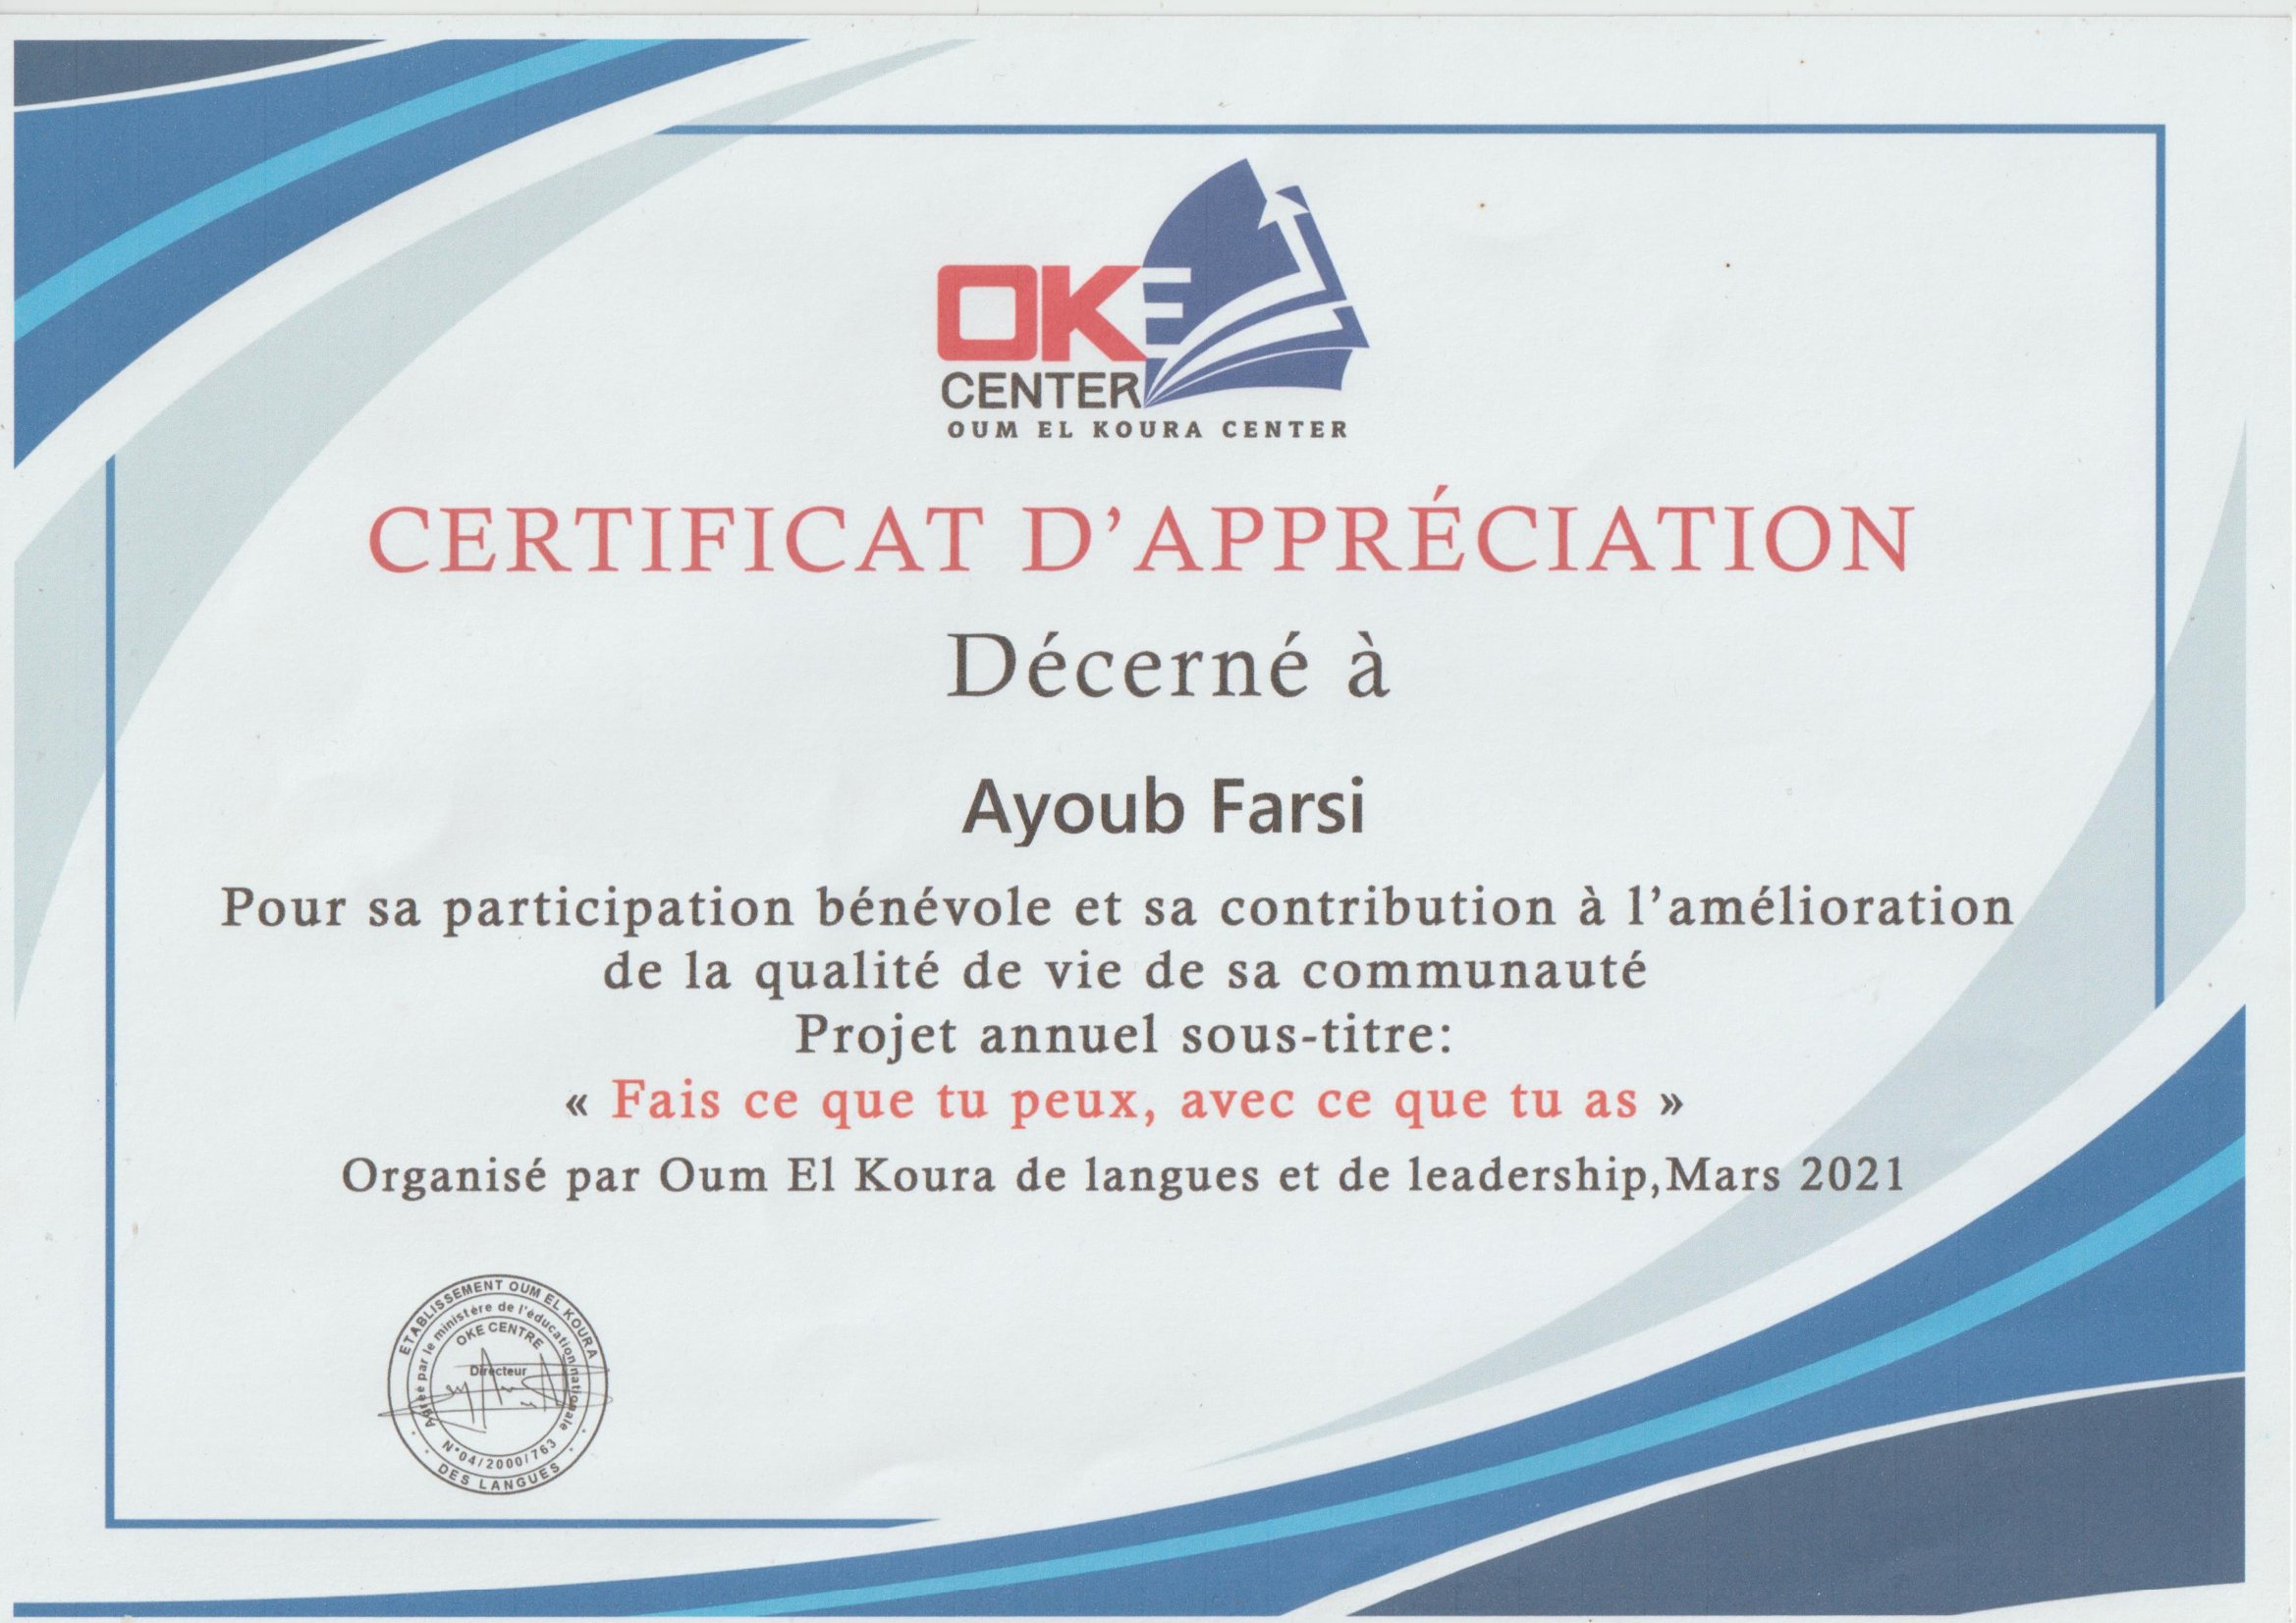 OKE
CENTER
OUM EL KOURA CENTER
CERTIFICAT D'APPRÉCIATION
Décerné à
Ayoub Farsi
Pour sa participation bénévole et sa contribution à l'amélioration
de la qualité de vie de sa communauté
Projet annuel sous-titre:
« Fais ce que tu peux, avec ce que tu as »
Organisé par Oum El Koura de langues et de leadership,Mars 2021
ETABLISSEMENT OUM EL KOURA
Agréé par le ministère de l'éducation nationale
OKE CENTRE
Directeur
N°04/2000/763
DES LANGUES